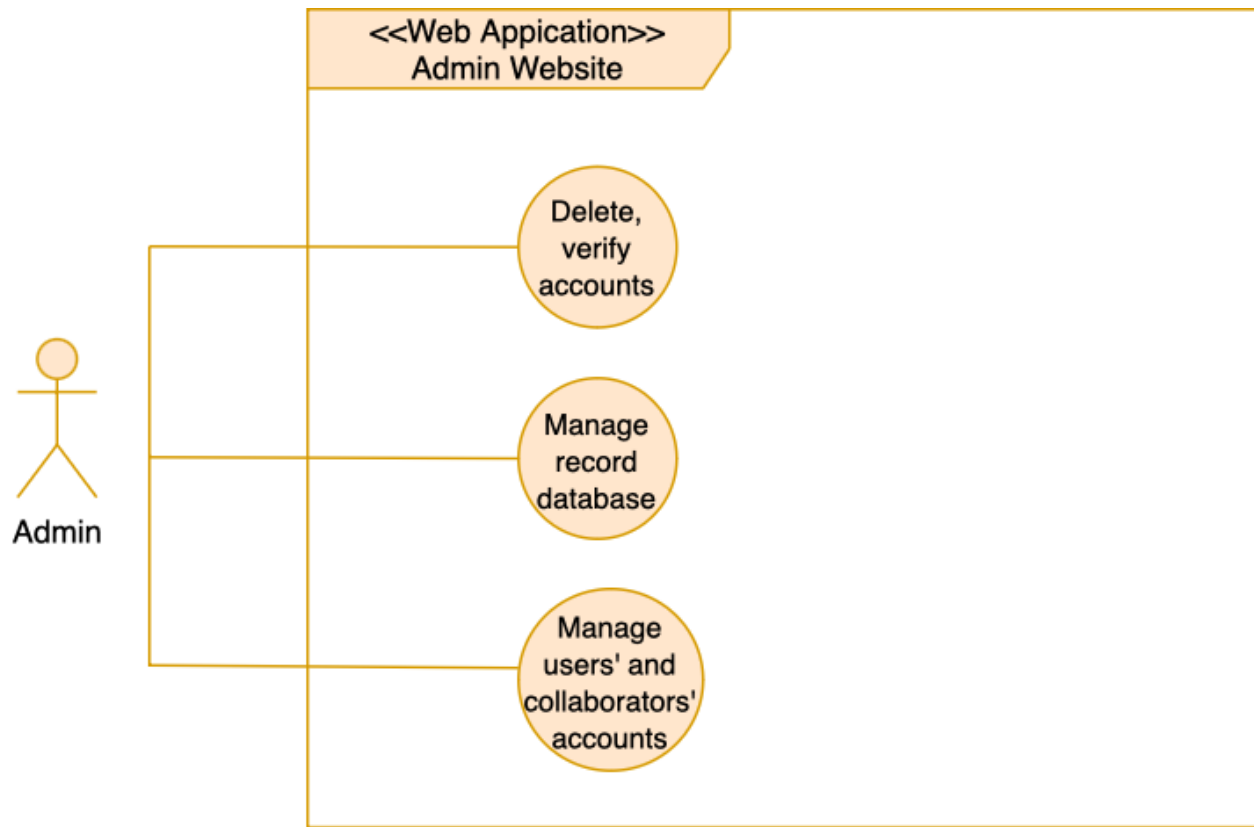 <<Web Appication>>
Admin Website
Delete,
verify
accounts
Manage
record
database
Admin
Manage
users' and
collaborators'
accounts